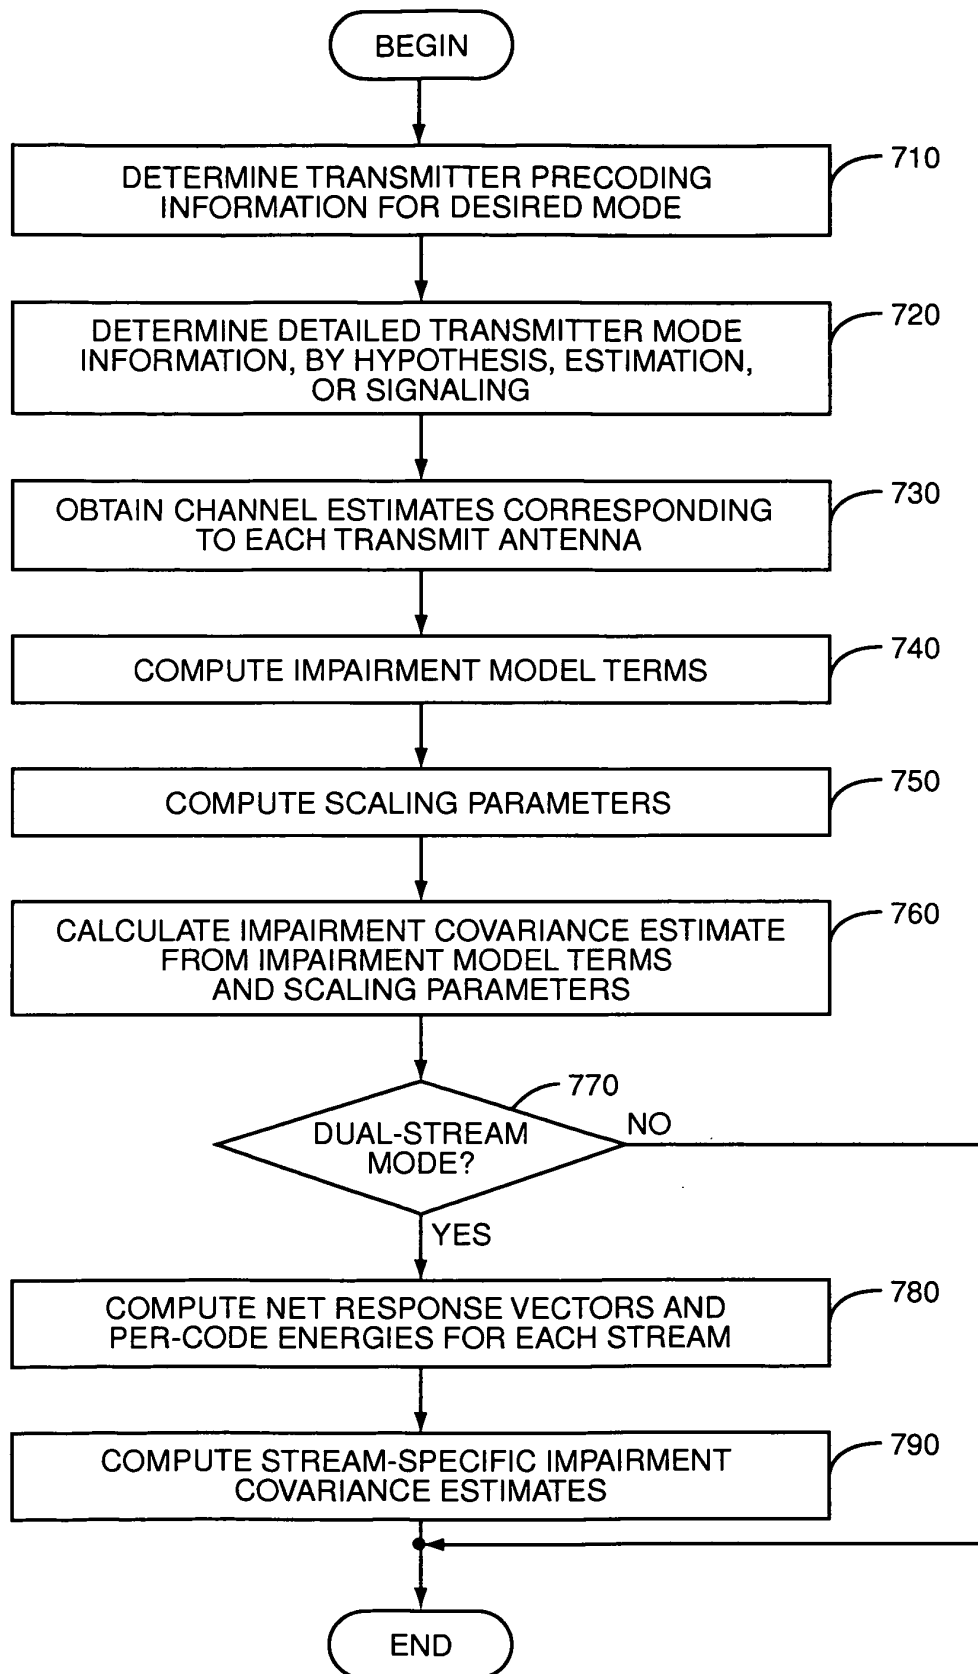 BEGIN
710
DETERMINE TRANSMITTER PRECODING
INFORMATION FOR DESIRED MODE
720
DETERMINE DETAILED TRANSMITTER MODE
INFORMATION, BY HYPOTHESIS, ESTIMATION,
OR SIGNALING
730
OBTAIN CHANNEL ESTIMATES CORRESPONDING
TO EACH TRANSMIT ANTENNA
740
COMPUTE IMPAIRMENT MODEL TERMS
750
COMPUTE SCALING PARAMETERS
760
CALCULATE IMPAIRMENT COVARIANCE ESTIMATE
FROM IMPAIRMENT MODEL TERMS
AND SCALING PARAMETERS
770
NO
DUAL-STREAM
MODE?
YES
780
COMPUTE NET RESPONSE VECTORS AND
PER-CODE ENERGIES FOR EACH STREAM
790
COMPUTE STREAM-SPECIFIC IMPAIRMENT
COVARIANCE ESTIMATES
END